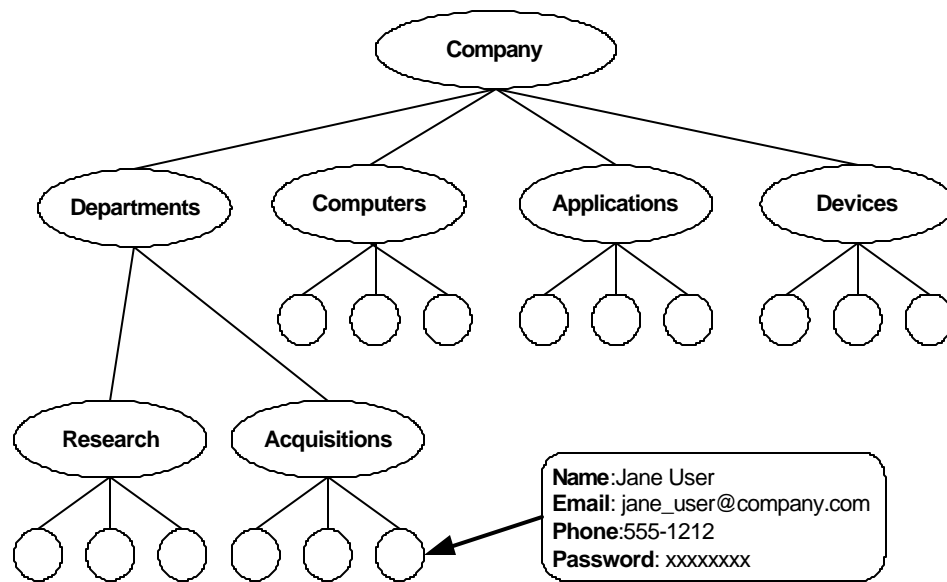 Company
Departments
Computers
Applications
Devices
Research
Acquisitions
Name:Jane User
Email: jane_user@company.com
Phone:555-1212
Password: xxxxxxxx